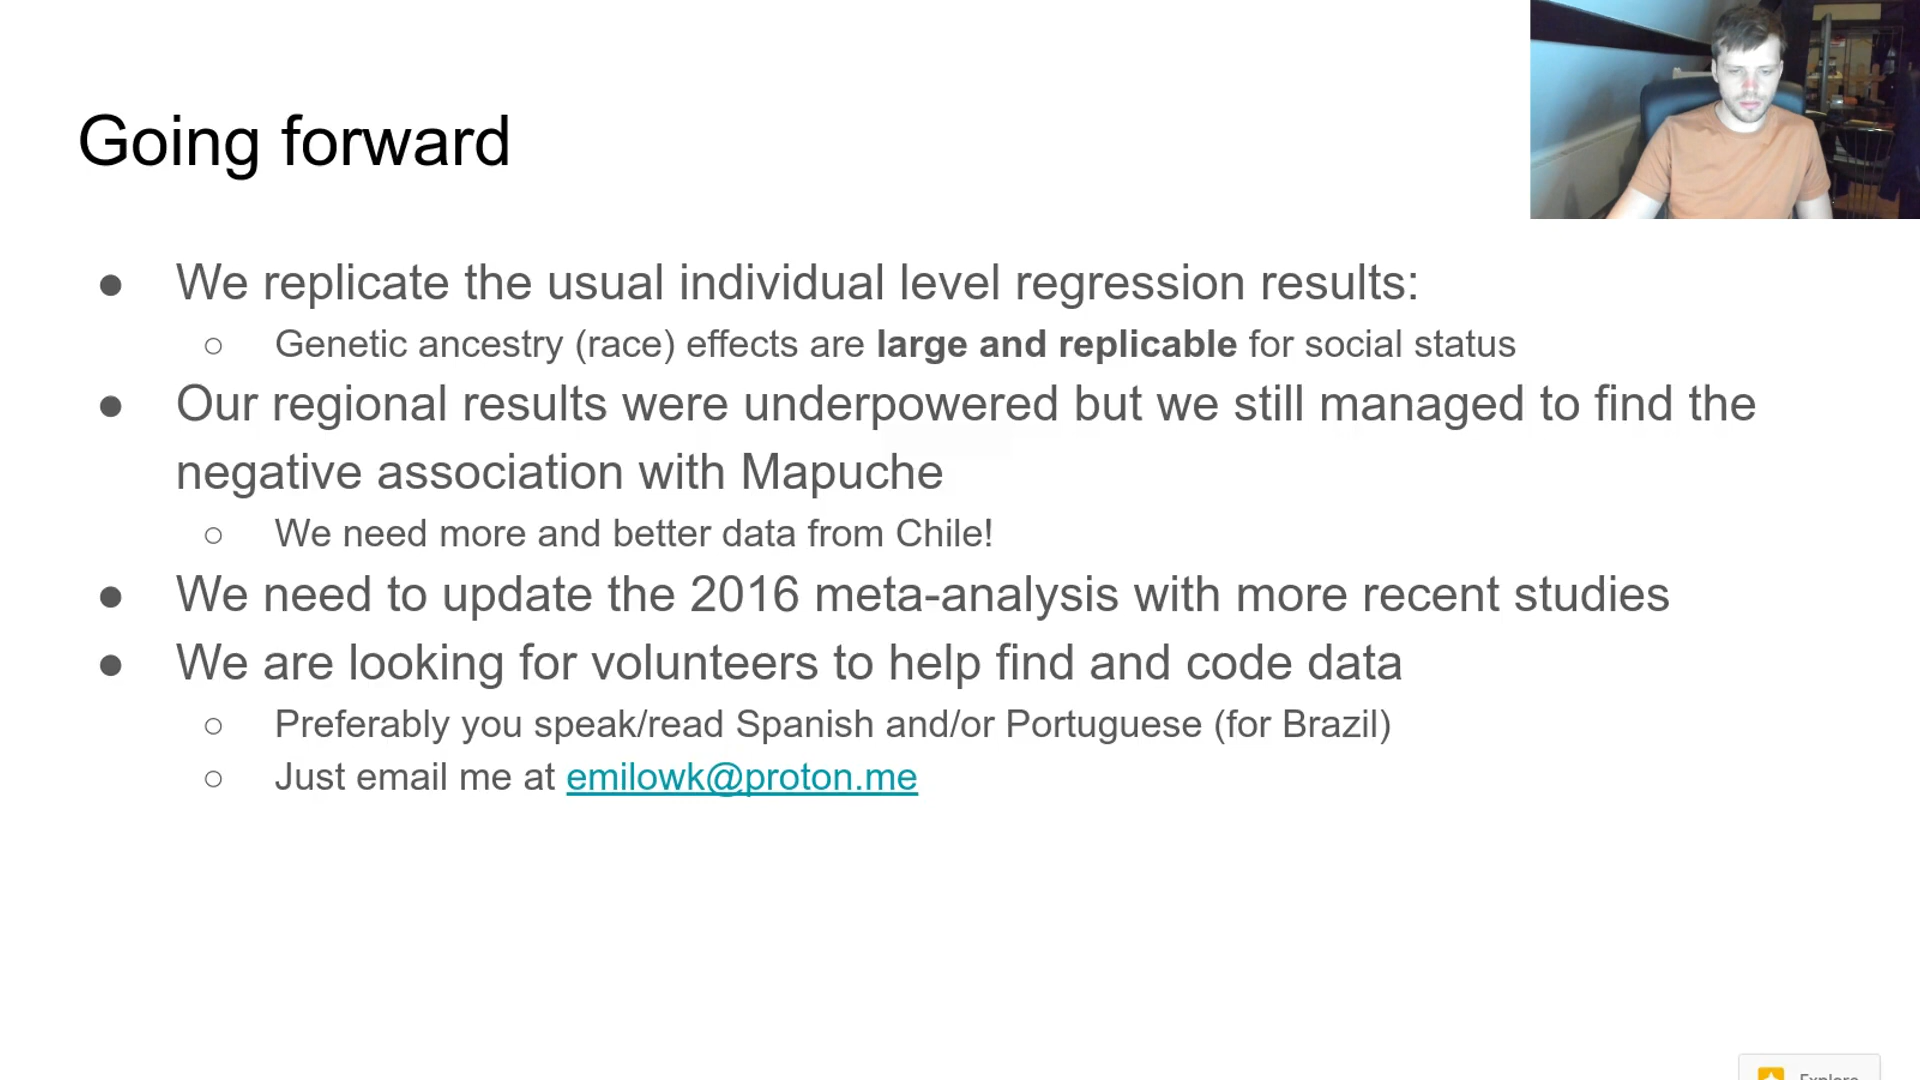 Going forward
● We replicate the usual individual level regression results:
○ Genetic ancestry (race) effects are large and replicable for social status
● Our regional results were underpowered but we still managed to find the
negative association with Mapuche
○ We need more and better data from Chile!
● We need to update the 2016 meta-analysis with more recent studies
● We are looking for volunteers to help find and code data
○ Preferably you speak/read Spanish and/or Portuguese (for Brazil)
○ Just email me at emilowk@proton.me
Explore